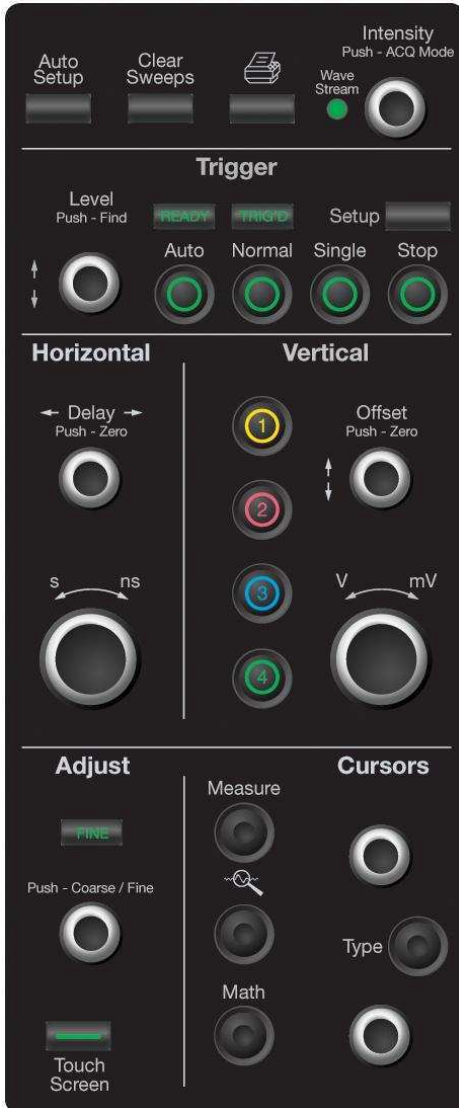 Auto
Setup
Clear
Sweeps
Intensity
Push - ACQ Mode
Wave
Stream
Trigger
Level
Push - Find
READY
TRIG'D
Setup
Auto
Normal
Single
Stop
Horizontal
Vertical
Delay
Push - Zero
1
Offset
Push - Zero
2
s
ns
3
V
mV
4
Adjust
Cursors
Measure
FINE
Push - Coarse / Fine
Type
Math
Touch
Screen